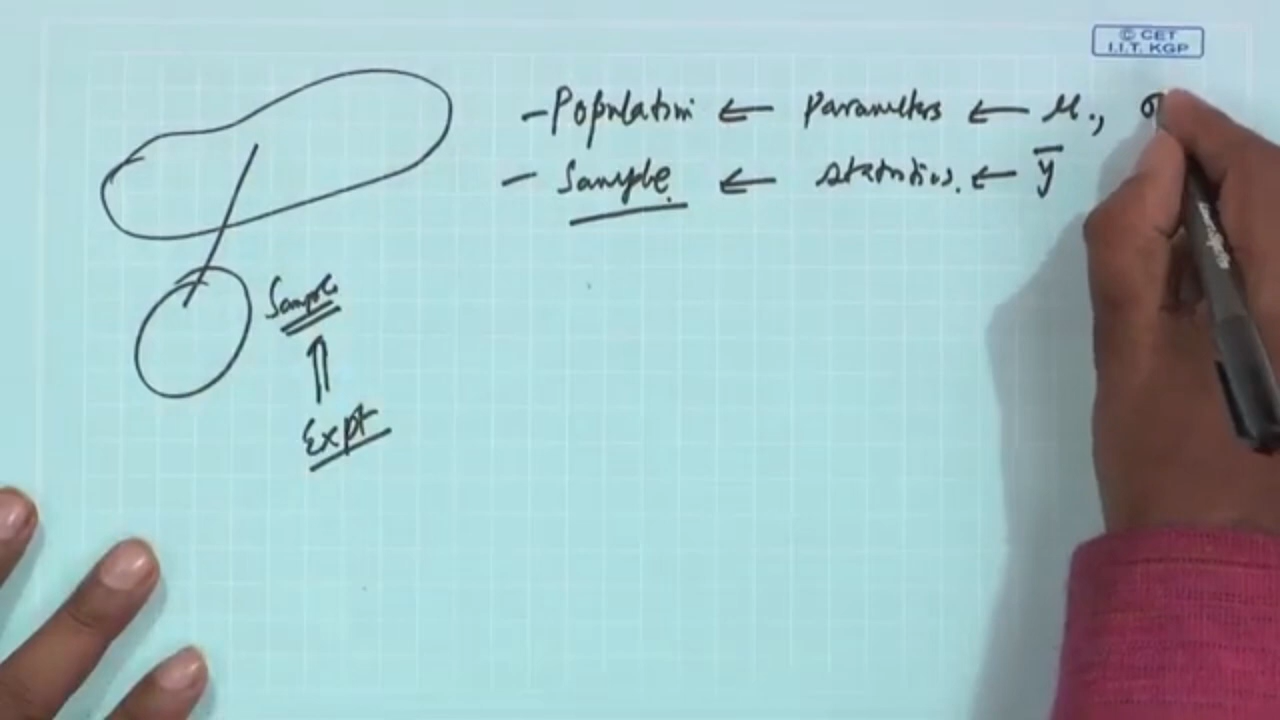 © CET
I.I.T. KGP
- Population ← Parameters ← μ., σ
- Sample. ← statistics. ← ȳ
Sample
⇑
Expt